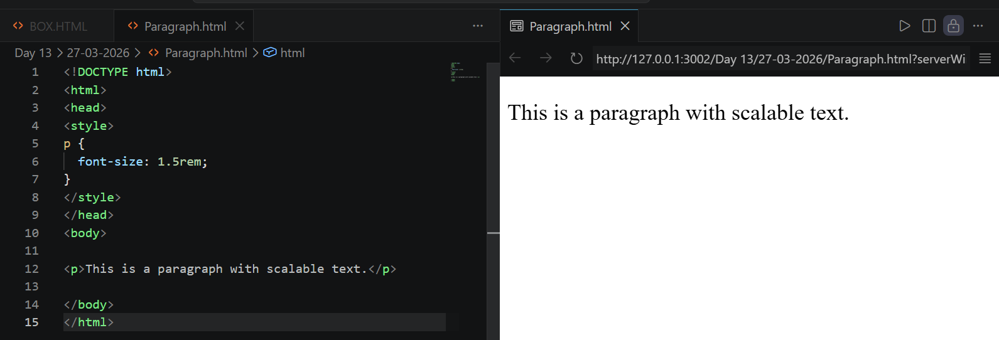 BOX.HTML
Paragraph.html
Day 13 > 27-03-2026 > Paragraph.html > html
1 <!DOCTYPE html>
2 <html>
3 <head>
4 <style>
5 p {
6   font-size: 1.5rem;
7 }
8 </style>
9 </head>
10 <body>
11
12 <p>This is a paragraph with scalable text.</p>
13
14 </body>
15 </html>
Paragraph.html
http://127.0.0.1:3002/Day 13/27-03-2026/Paragraph.html?serverWi
This is a paragraph with scalable text.